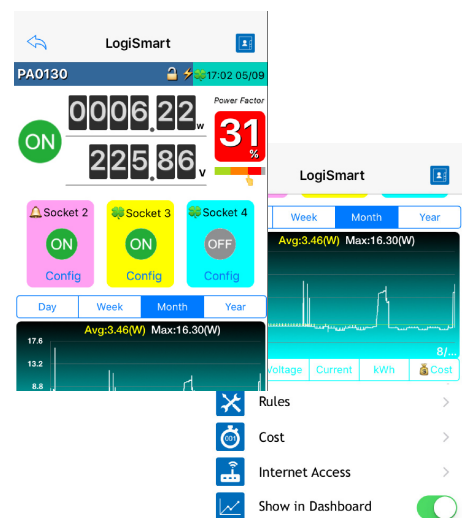 LogiSmart
PA0130 17:02 05/09
Power Factor
ON 0006.22 w
225.86 V
31 %
Socket 2 Socket 3 Socket 4
ON ON OFF
Config Config Config
Day Week Month Year
Avg:3.46(W) Max:16.30(W)
17.6
13.2
8.8
LogiSmart
Week Month Year
Avg:3.46(W) Max:16.30(W)
8/...
Voltage Current kWh Cost
Rules
001
Cost
Internet Access
Show in Dashboard